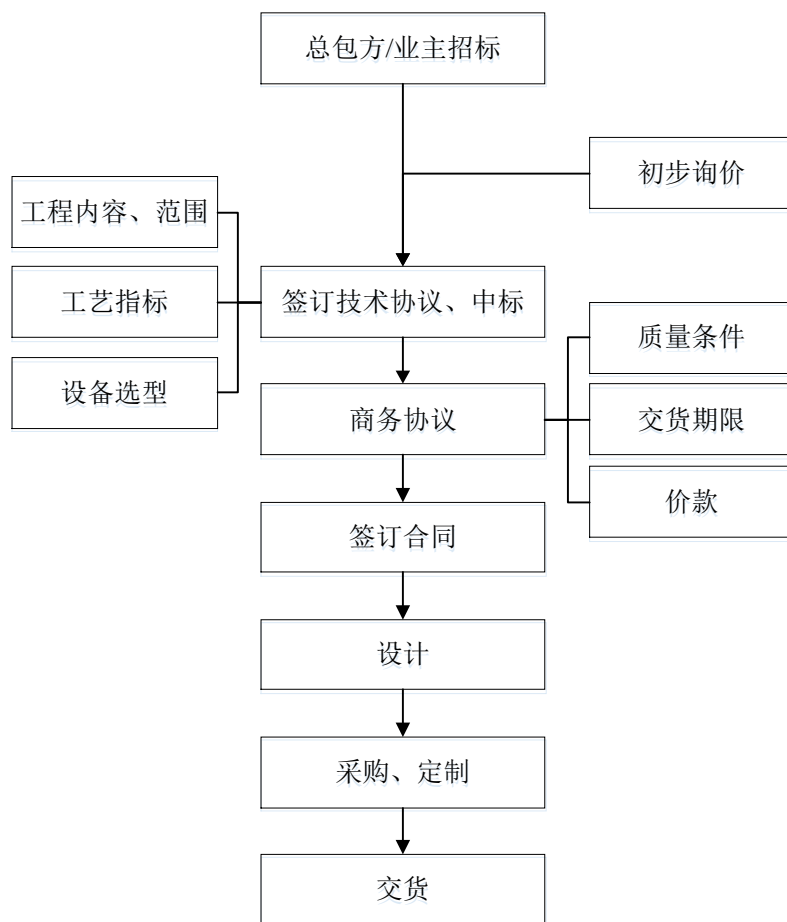 总包方/业主招标
初步询价
工程内容、范围
工艺指标
签订技术协议、中标
质量条件
设备选型
商务协议
交货期限
价款
签订合同
设计
采购、定制
交货